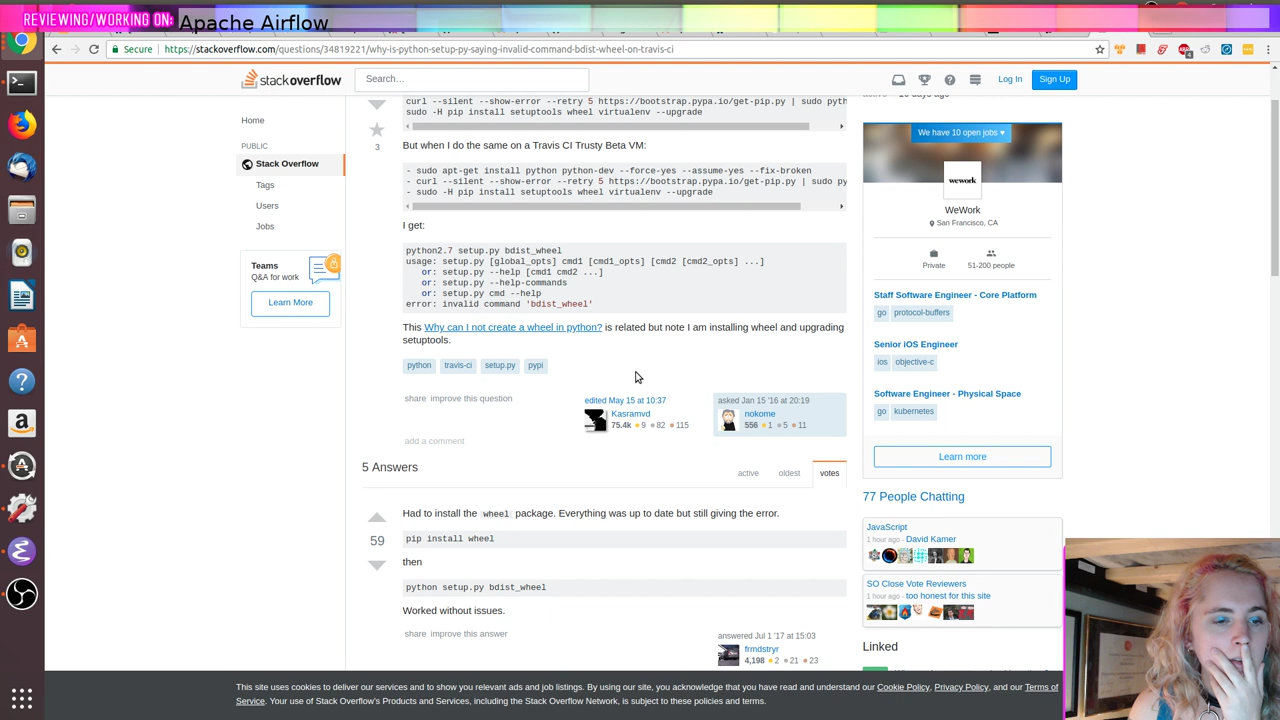 REVIEWING/WORKING ON: Apache Airflow
Secure https://stackoverflow.com/questions/34819221/why-is-python-setup-py-saying-invalid-command-bdist-wheel-on-travis-ci
stackoverflow Search… Log In Sign Up
Home
PUBLIC
Stack Overflow
Tags
Users
Jobs
Teams
Q&A for work
Learn More
curl --silent --show-error --retry 5 https://bootstrap.pypa.io/get-pip.py | sudo pyth
sudo -H pip install setuptools wheel virtualenv --upgrade
3
But when I do the same on a Travis CI Trusty Beta VM:
- sudo apt-get install python python-dev --force-yes --assume-yes --fix-broken
- curl --silent --show-error --retry 5 https://bootstrap.pypa.io/get-pip.py | sudo py
- sudo -H pip install setuptools wheel virtualenv --upgrade
I get:
python2.7 setup.py bdist_wheel
usage: setup.py [global_opts] cmd1 [cmd1_opts] [cmd2 [cmd2_opts] ...]
or: setup.py --help [cmd1 cmd2 ...]
or: setup.py --help-commands
or: setup.py cmd --help
error: invalid command 'bdist_wheel'
This Why can I not create a wheel in python? is related but note I am installing wheel and upgrading
setuptools.
python travis-ci setup.py pypi
share improve this question
edited May 15 at 10:37
Kasramvd
75.4k 9 82 115
asked Jan 15 '16 at 20:19
nokome
556 1 5 11
add a comment
5 Answers
active oldest votes
59
Had to install the wheel package. Everything was up to date but still giving the error.
pip install wheel
then
python setup.py bdist_wheel
Worked without issues.
share improve this answer
answered Jul 1 '17 at 15:03
frmdstryr
4,198 2 21 23
We have 10 open jobs ♥
wework
WeWork
San Francisco, CA
Private 51-200 people
Staff Software Engineer - Core Platform
go protocol-buffers
Senior iOS Engineer
ios objective-c
Software Engineer - Physical Space
go kubernetes
Learn more
77 People Chatting
JavaScript
1 hour ago - David Kamer
SO Close Vote Reviewers
1 hour ago - too honest for this site
Linked
This site uses cookies to deliver our services and to show you relevant ads and job listings. By using our site, you acknowledge that you have read and understand our Cookie Policy, Privacy Policy, and our Terms of
Service. Your use of Stack Overflow's Products and Services, including the Stack Overflow Network, is subject to these policies and terms.